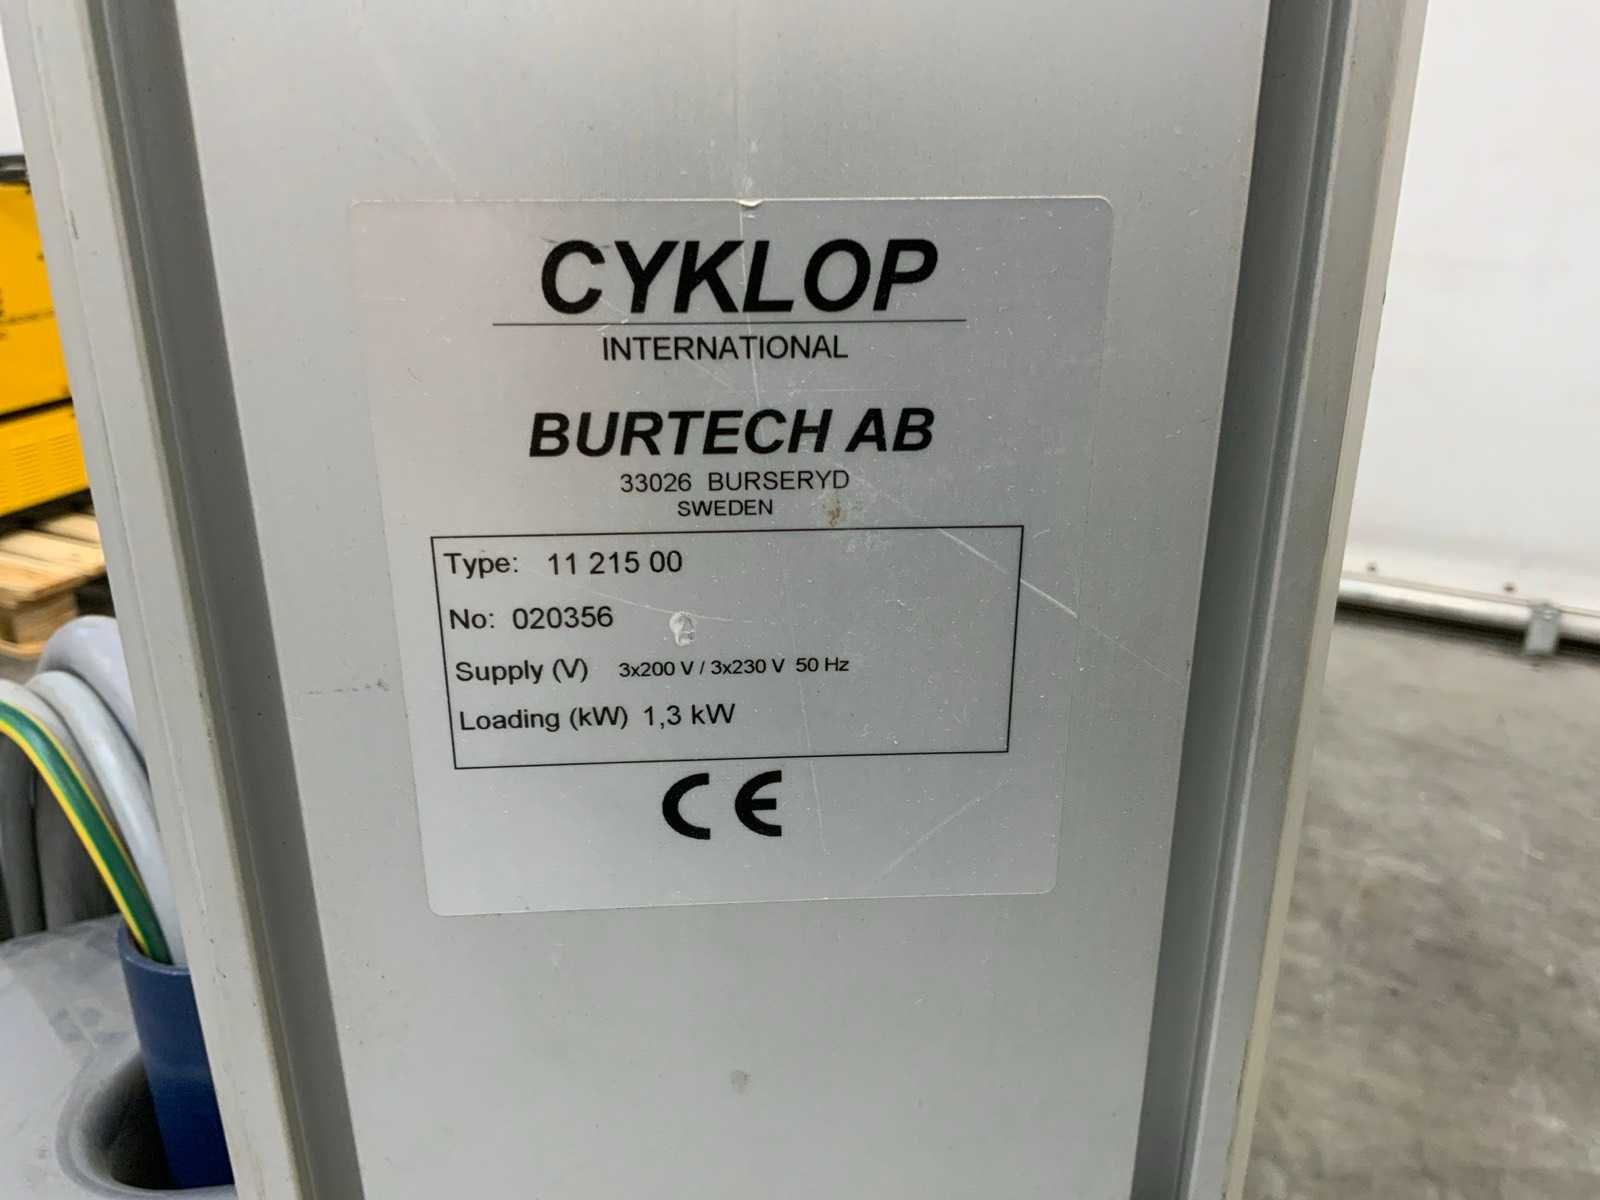 CYKLOP
INTERNATIONAL
BURTECH AB
33026 BURSERYD
SWEDEN
Type: 11 215 00
No: 020356
Supply (V) 3x200 V / 3x230 V 50 Hz
Loading (kW) 1,3 kW
CE